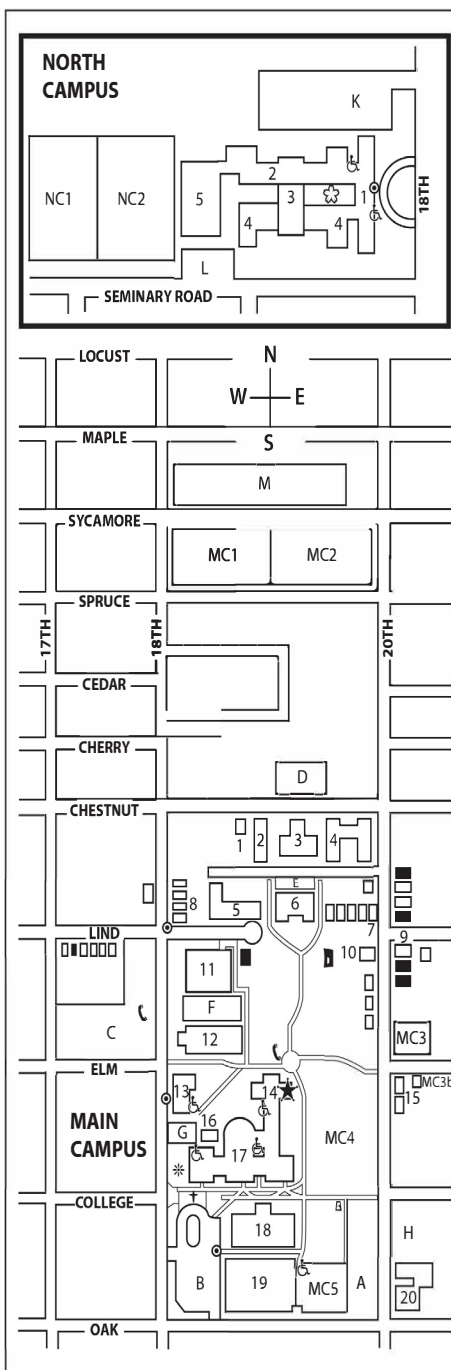 NORTH
CAMPUS
K
2
NC1
NC2
5
3
1
18TH
4
4
L
SEMINARY ROAD
LOCUST
N
W
E
MAPLE
S
M
SYCAMORE
MC1
MC2
SPRUCE
17TH
18TH
20TH
CEDAR
CHERRY
D
CHESTNUT
1
2
3
4
E
8
5
6
7
LIND
9
11
10
F
C
12
MC3
ELM
13
14
MC3b
15
MAIN
CAMPUS
16
G
17
MC4
COLLEGE
18
H
B
19
MC5
A
20
OAK